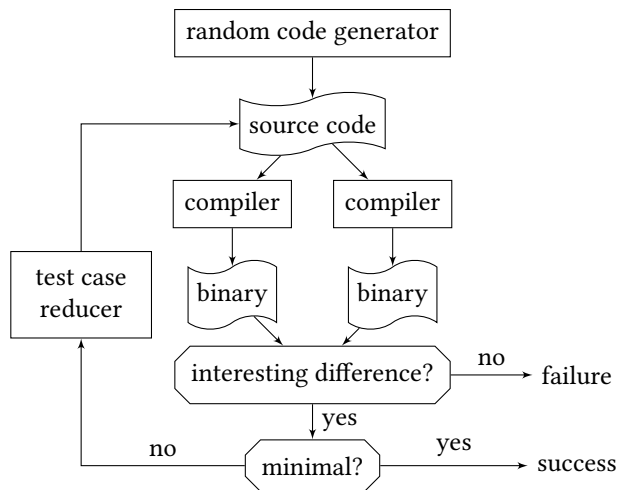 random code generator
source code
compiler
compiler
test case
reducer
binary
binary
interesting difference?
no
failure
yes
no
minimal?
yes
success